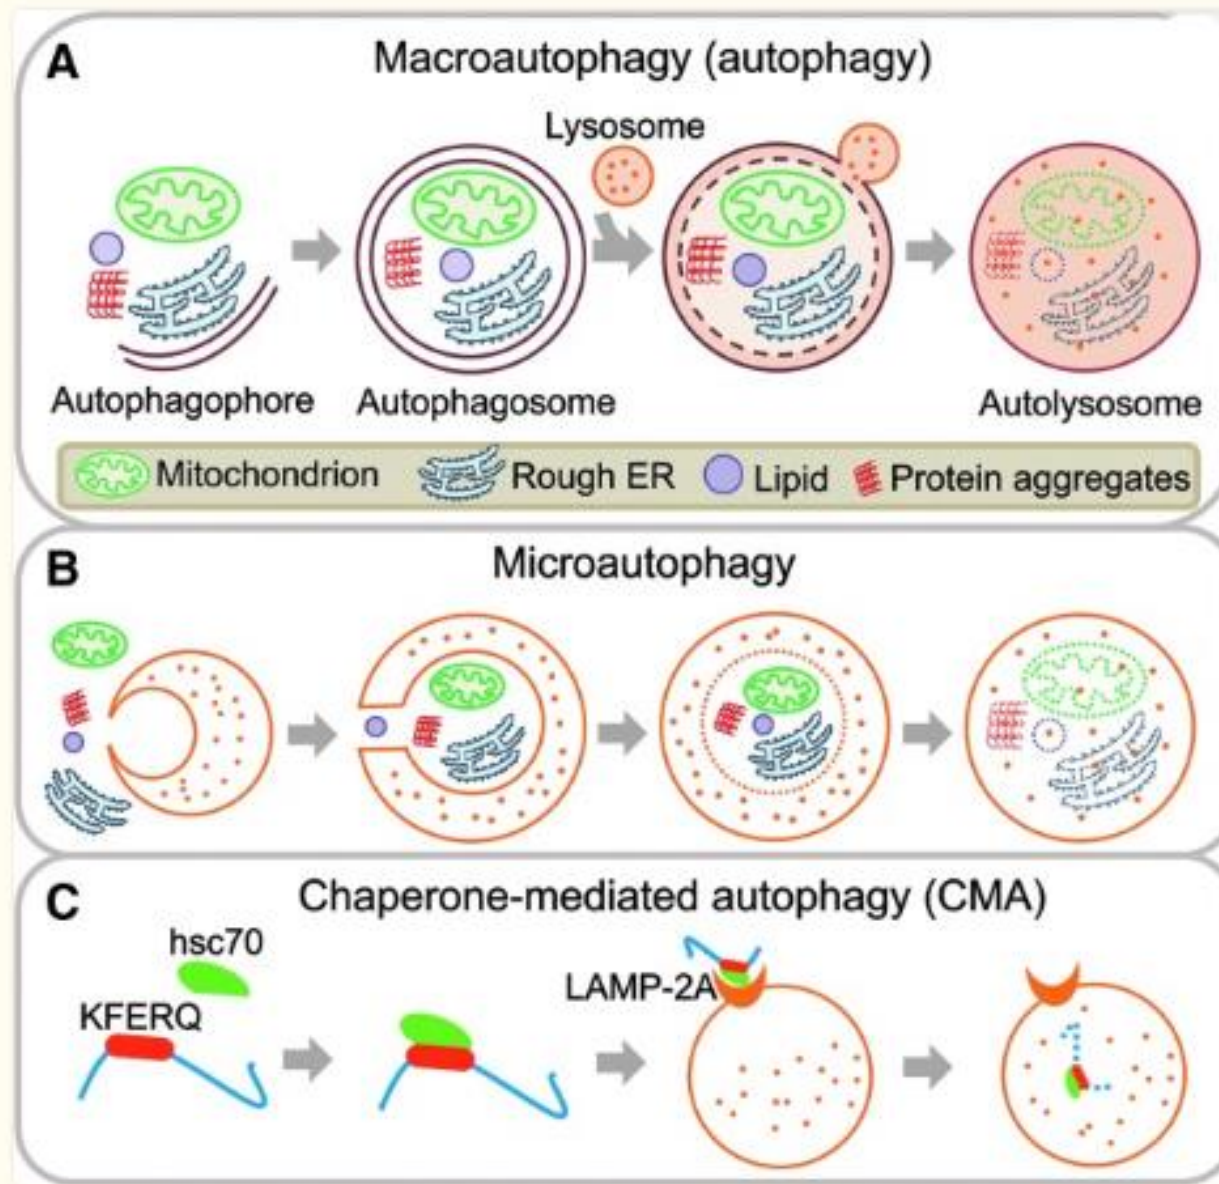 A
Macroautophagy (autophagy)
Lysosome
Autophagophore
Autophagosome
Autolysosome
Mitochondrion
Rough ER
Lipid
Protein aggregates
B
Microautophagy
C
Chaperone-mediated autophagy (CMA)
hsc70
KFERQ
LAMP-2A